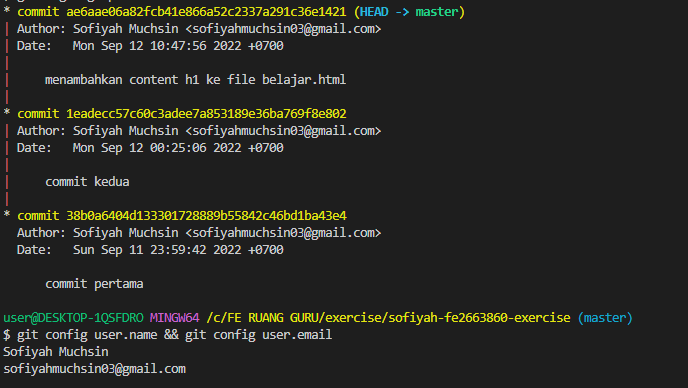 * commit ae6aae06a82fcb41e866a52c2337a291c36e1421 (HEAD -> master)
| Author: Sofiyah Muchsin <sofiyahmuchsin03@gmail.com>
| Date:   Mon Sep 12 10:47:56 2022 +0700
|
|     menambahkan content h1 ke file belajar.html
|
* commit 1eadecc57c60c3adee7a853189e36ba769f8e802
| Author: Sofiyah Muchsin <sofiyahmuchsin03@gmail.com>
| Date:   Mon Sep 12 00:25:06 2022 +0700
|
|     commit kedua
|
* commit 38b0a6404d133301728889b55842c46bd1ba43e4
  Author: Sofiyah Muchsin <sofiyahmuchsin03@gmail.com>
  Date:   Sun Sep 11 23:59:42 2022 +0700

      commit pertama

user@DESKTOP-1QSFDRO MINGW64 /c/FE RUANG GURU/exercise/sofiyah-fe2663860-exercise (master)
$ git config user.name && git config user.email
Sofiyah Muchsin
sofiyahmuchsin03@gmail.com